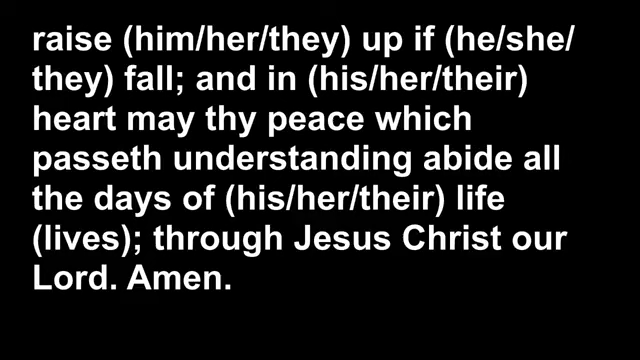 raise (him/her/they) up if (he/she/
they) fall; and in (his/her/their)
heart may thy peace which
passeth understanding abide all
the days of (his/her/their) life
(lives); through Jesus Christ our
Lord. Amen.